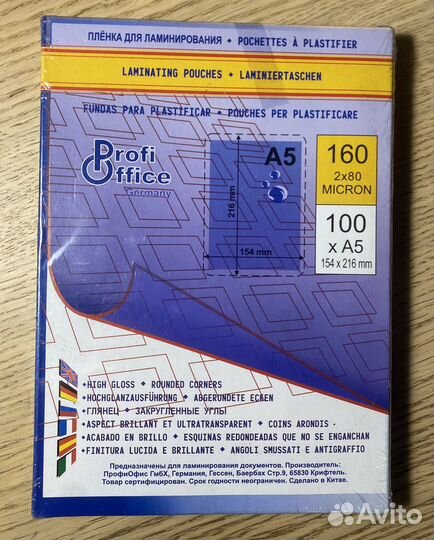 ПЛЁНКА ДЛЯ ЛАМИНИРОВАНИЯ • POCHETTES À PLASTIFIER
LAMINATING POUCHES • LAMINIERTASCHEN
FUNDAS PARA PLASTIFICAR • POUCHES PER PLASTIFICARE
Profi
Office
Germany
A5
216 mm
154 mm
160
2x80
MICRON
100
x A5
154 x 216 mm
•HIGH GLOSS • ROUNDED CORNERS
•HOCHGLANZAUSFÜHRUNG • ABGERUNDETE ECKEN
•ГЛЯНЕЦ • ЗАКРУГЛЕННЫЕ УГЛЫ
•ASPECT BRILLANT ET ULTRATRANSPARENT • COINS ARONDIS •
•ACABADO EN BRILLO • ESQUINAS REDONDEADAS QUE NO SE ENGANCHAN
•FINITURA LUCIDA E BRILLANTE • ANGOLI SMUSSATI E ANTIGRAFFIO
Предназначены для ламинирования документов. Производитель:
ПрофиОфис ГмбХ, Германия, Гессен, Баербах Стр.9, 65830 Крифтель.
Товар сертифицирован. Срок годности неограничен. Сделано в Китае.
Avito